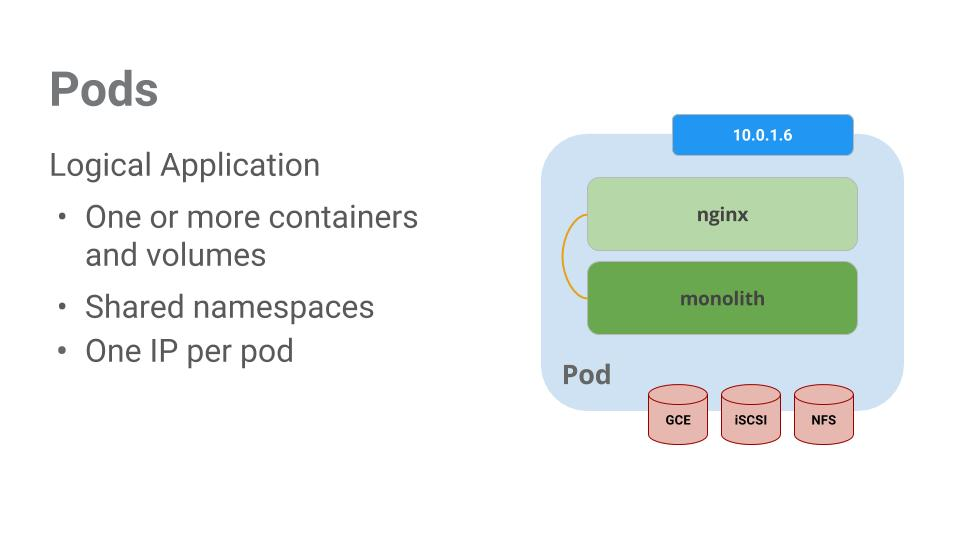 Pods
Logical Application
• One or more containers
and volumes
• Shared namespaces
• One IP per pod
10.0.1.6
nginx
monolith
Pod
GCE
iSCSI
NFS